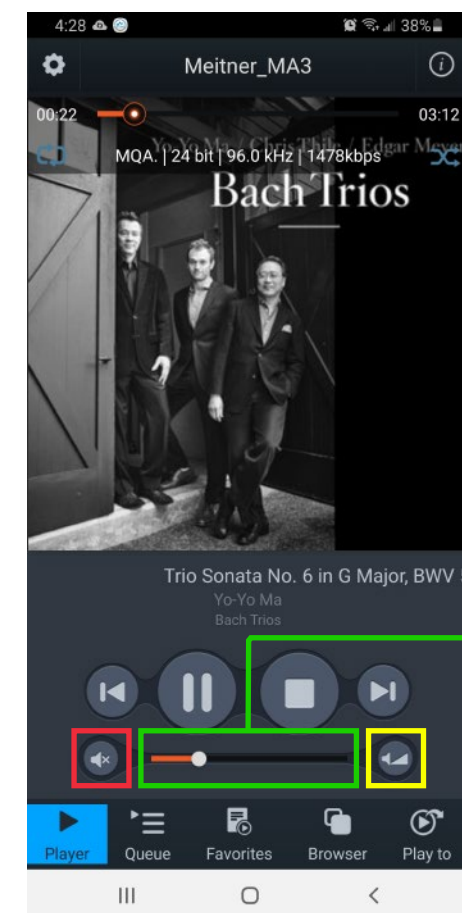 4:28 38%
Meitner_MA3
00:22 03:12
Yo-Yo Ma / Chris Thile / Edgar Meyer
MQA. | 24 bit | 96.0 kHz | 1478kbps
Bach Trios
Trio Sonata No. 6 in G Major, BWV
Yo-Yo Ma
Bach Trios
Player Queue Favorites Browser Play to